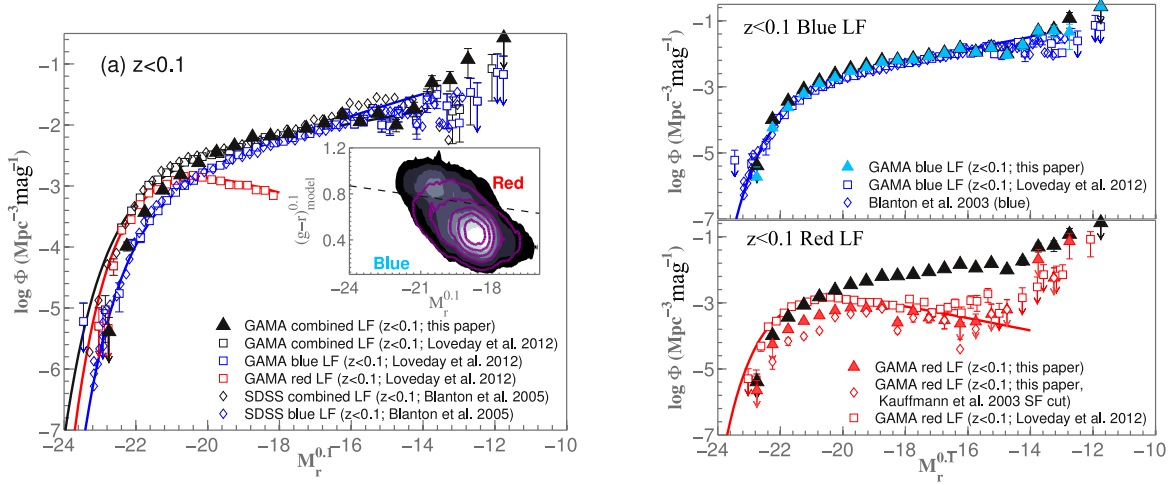 (a) z<0.1
log Φ (Mpc⁻³mag⁻¹)
-1
-2
-3
-4
-5
-6
-7
-24 -22 -20 -18 -16 -14 -12 -10
M_r^0.1
1.2
0.8
0.4
(g-r)^0.1_model
Red
Blue
-24 -21 -18
M_r^0.1
GAMA combined LF (z<0.1; this paper)
GAMA combined LF (z<0.1; Loveday et al. 2012)
GAMA blue LF (z<0.1; Loveday et al. 2012)
GAMA red LF (z<0.1; Loveday et al. 2012)
SDSS combined LF (z<0.1; Blanton et al. 2005)
SDSS blue LF (z<0.1; Blanton et al. 2005)
z<0.1 Blue LF
log Φ (Mpc⁻³mag⁻¹)
-1
-3
-5
-7
GAMA blue LF (z<0.1; this paper)
GAMA blue LF (z<0.1; Loveday et al. 2012)
Blanton et al. 2003 (blue)
z<0.1 Red LF
log Φ (Mpc⁻³mag⁻¹)
-1
-3
-5
-7
GAMA red LF (z<0.1; this paper)
GAMA red LF (z<0.1; this paper,
Kauffmann et al. 2003 SF cut)
GAMA red LF (z<0.1; Loveday et al. 2012)
-24 -22 -20 -18 -16 -14 -12 -10
M_r^0.1